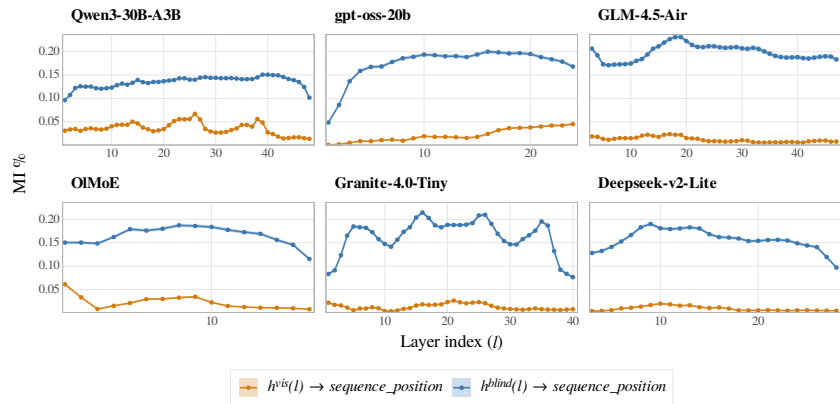 Qwen3-30B-A3B gpt-oss-20b GLM-4.5-Air
0.20
0.15
0.10
0.05
10 20 30 40 10 20 10 20 30 40
MI %
OlMoE Granite-4.0-Tiny Deepseek-v2-Lite
0.20
0.15
0.10
0.05
10 10 20 30 40 10 20
Layer index (l)
h^vis(l) → sequence_position h^blind(l) → sequence_position